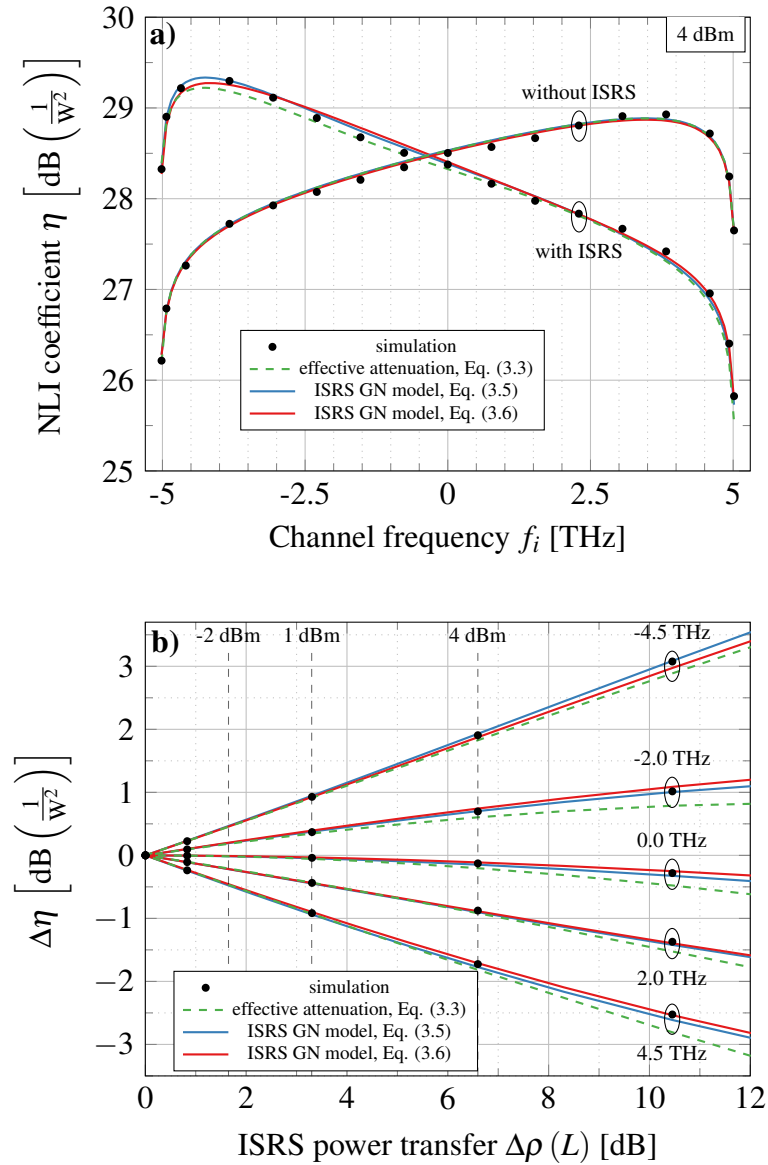 a)
4 dBm
30
29
28
27
26
25
NLI coefficient η [dB (1/W²)]
without ISRS
with ISRS
simulation
effective attenuation, Eq. (3.3)
ISRS GN model, Eq. (3.5)
ISRS GN model, Eq. (3.6)
-5
-2.5
0
2.5
5
Channel frequency fᵢ [THz]
b)
-2 dBm
1 dBm
4 dBm
-4.5 THz
-2.0 THz
0.0 THz
2.0 THz
4.5 THz
3
2
1
0
−1
−2
−3
Δη [dB (1/W²)]
simulation
effective attenuation, Eq. (3.3)
ISRS GN model, Eq. (3.5)
ISRS GN model, Eq. (3.6)
0
2
4
6
8
10
12
ISRS power transfer Δρ (L) [dB]